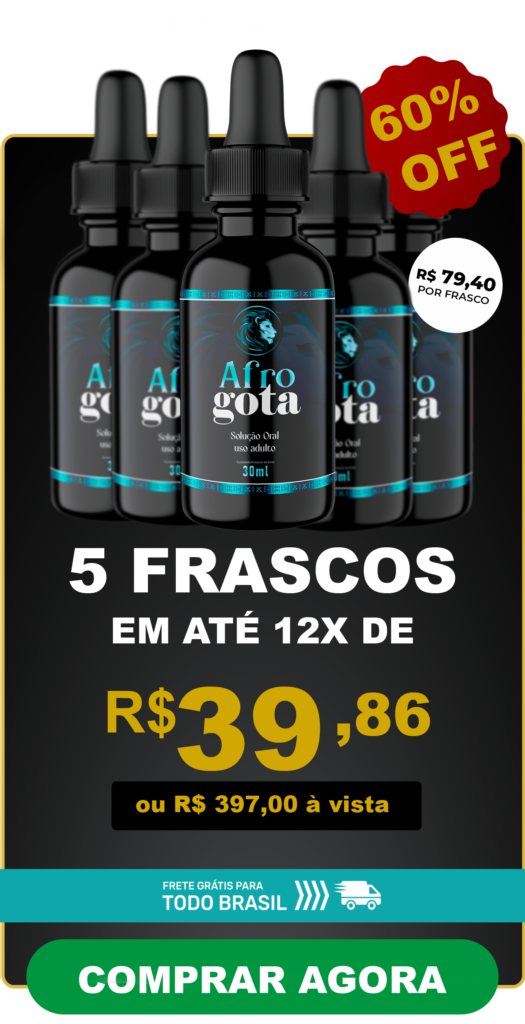 60%
OFF
R$ 79,40
POR FRASCO
Afro
gota
Solução Oral
uso adulto
30ml
5 FRASCOS
EM ATÉ 12X DE
R$39,86
ou R$ 397,00 à vista
FRETE GRÁTIS PARA
TODO BRASIL
COMPRAR AGORA